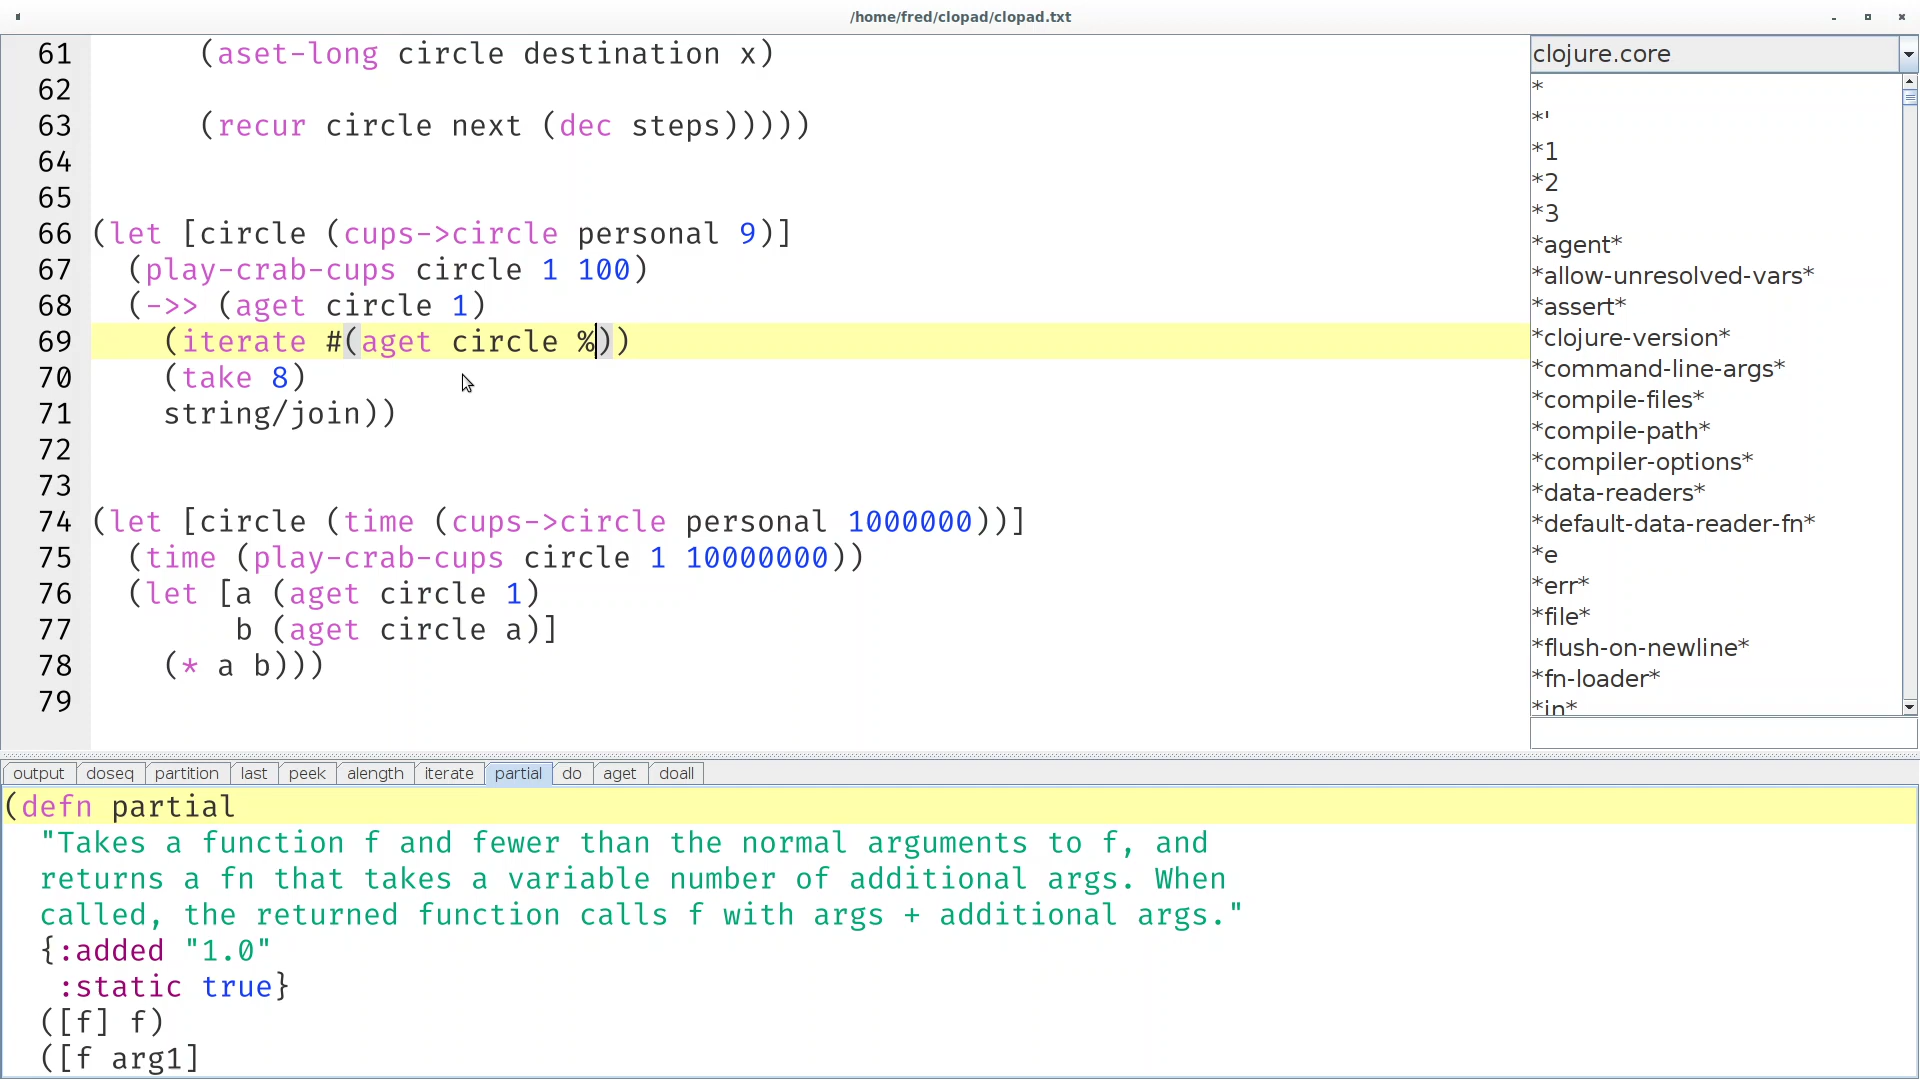 /home/fred/clopad/clopad.txt
61 (aset-long circle destination x)
62
63 (recur circle next (dec steps)))))
64
65
66 (let [circle (cups->circle personal 9)]
67 (play-crab-cups circle 1 100)
68 (->> (aget circle 1)
69 (iterate #(aget circle %))
70 (take 8)
71 string/join))
72
73
74 (let [circle (time (cups->circle personal 1000000))]
75 (time (play-crab-cups circle 1 10000000))
76 (let [a (aget circle 1)
77 b (aget circle a)]
78 (* a b)))
79
clojure.core
*
*'
*1
*2
*3
*agent*
*allow-unresolved-vars*
*assert*
*clojure-version*
*command-line-args*
*compile-files*
*compile-path*
*compiler-options*
*data-readers*
*default-data-reader-fn*
*e
*err*
*file*
*flush-on-newline*
*fn-loader*
*in*
output doseq partition last peek alength iterate partial do aget doall
(defn partial
"Takes a function f and fewer than the normal arguments to f, and
returns a fn that takes a variable number of additional args. When
called, the returned function calls f with args + additional args."
{:added "1.0"
:static true}
([f] f)
([f arg1]